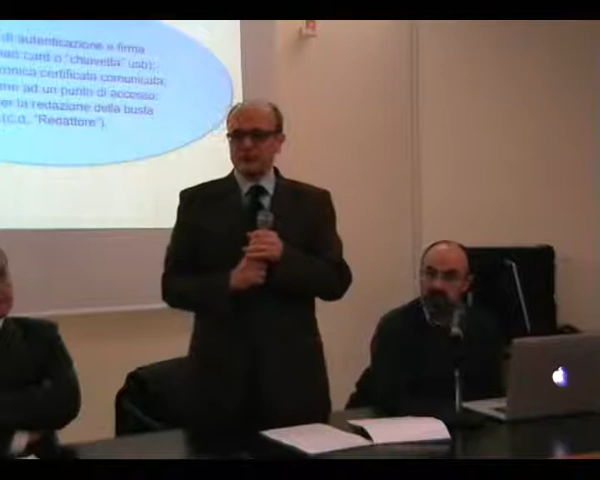 di autenticazione e firma
card o "chiavetta" usb);
ronica certificata comunicata;
ad un punto di accesso;
per la redazione della busta
(c.d. "Redattore").